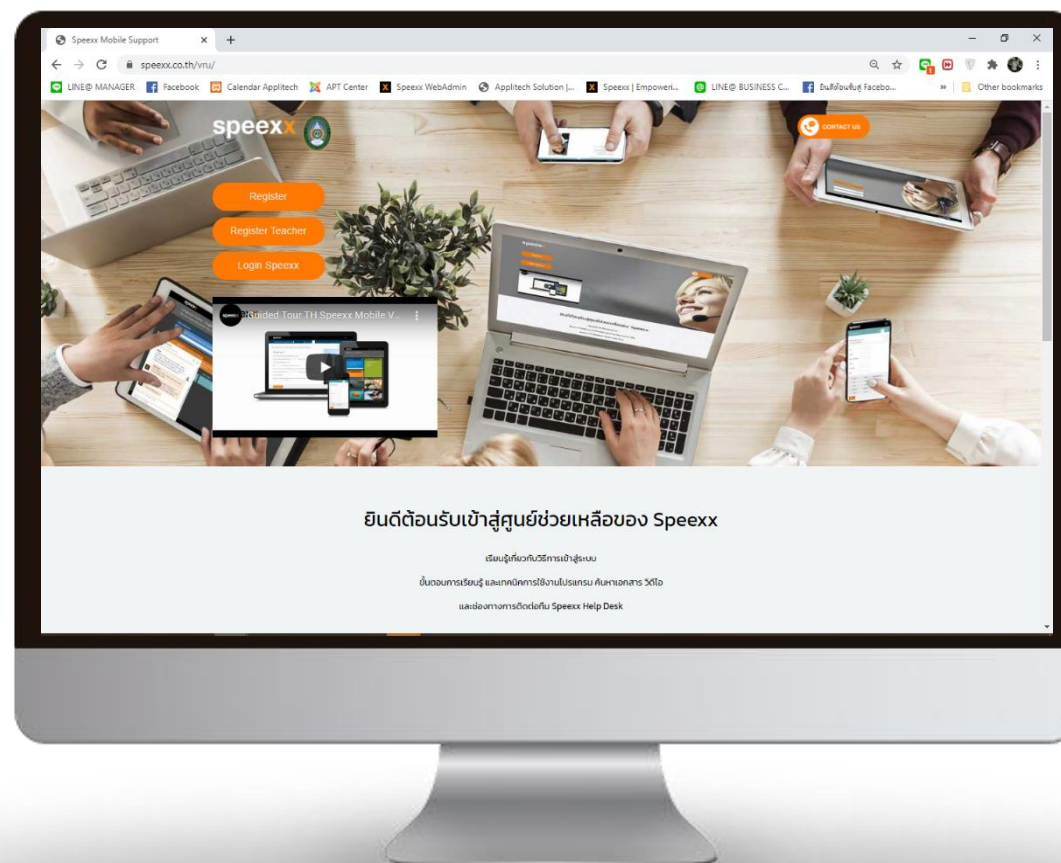 Speexx Mobile Support
speexx.co.th/vru/
LINE@ MANAGER Facebook Calendar Applitech APT Center Speexx WebAdmin Applitech Solution |... Speexx | Empoweri... LINE@ BUSINESS C... Other bookmarks
speexx
CONTACT US
Register
Register Teacher
Login Speexx
Guided Tour TH Speexx Mobile V...
ยินดีต้อนรับเข้าสู่ศูนย์ช่วยเหลือของ Speexx
เรียนรู้เกี่ยวกับวิธีการเข้าสู่ระบบ
ขั้นตอนการเรียนรู้ และเทคนิคการใช้งานโปรแกรม ค้นหาเอกสาร วิดีโอ
และช่องทางการติดต่อทีม Speexx Help Desk